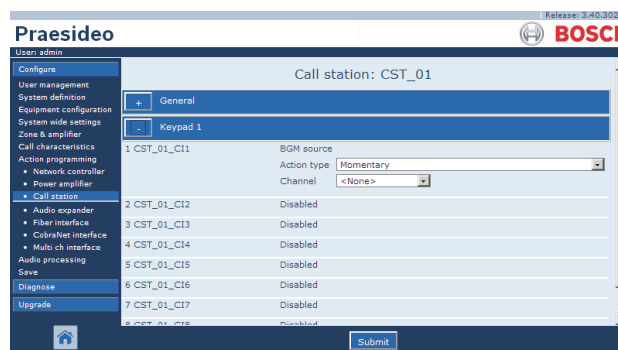 Release: 3.40.302
Praesideo
BOSCH
User: admin
Configure
User management
System definition
Equipment configuration
System wide settings
Zone & amplifier
Call characteristics
Action programming
• Network controller
• Power amplifier
• Call station
• Audio expander
• Fiber interface
• CobraNet interface
• Multi ch interface
Audio processing
Save
Diagnose
Upgrade
Call station: CST_01
+ General
- Keypad 1
1 CST_01_CI1 BGM source
Action type Momentary
Channel <None>
2 CST_01_CI2 Disabled
3 CST_01_CI3 Disabled
4 CST_01_CI4 Disabled
5 CST_01_CI5 Disabled
6 CST_01_CI6 Disabled
7 CST_01_CI7 Disabled
8 CST_01_CI8 Disabled
Submit